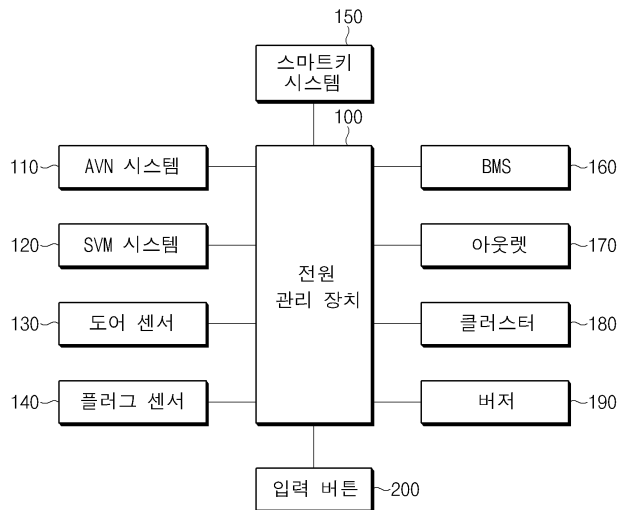 150
스마트키
시스템
100
110 AVN 시스템
BMS 160
120 SVM 시스템
아웃렛 170
전원
관리 장치
130 도어 센서
클러스터 180
140 플러그 센서
버저 190
입력 버튼 200